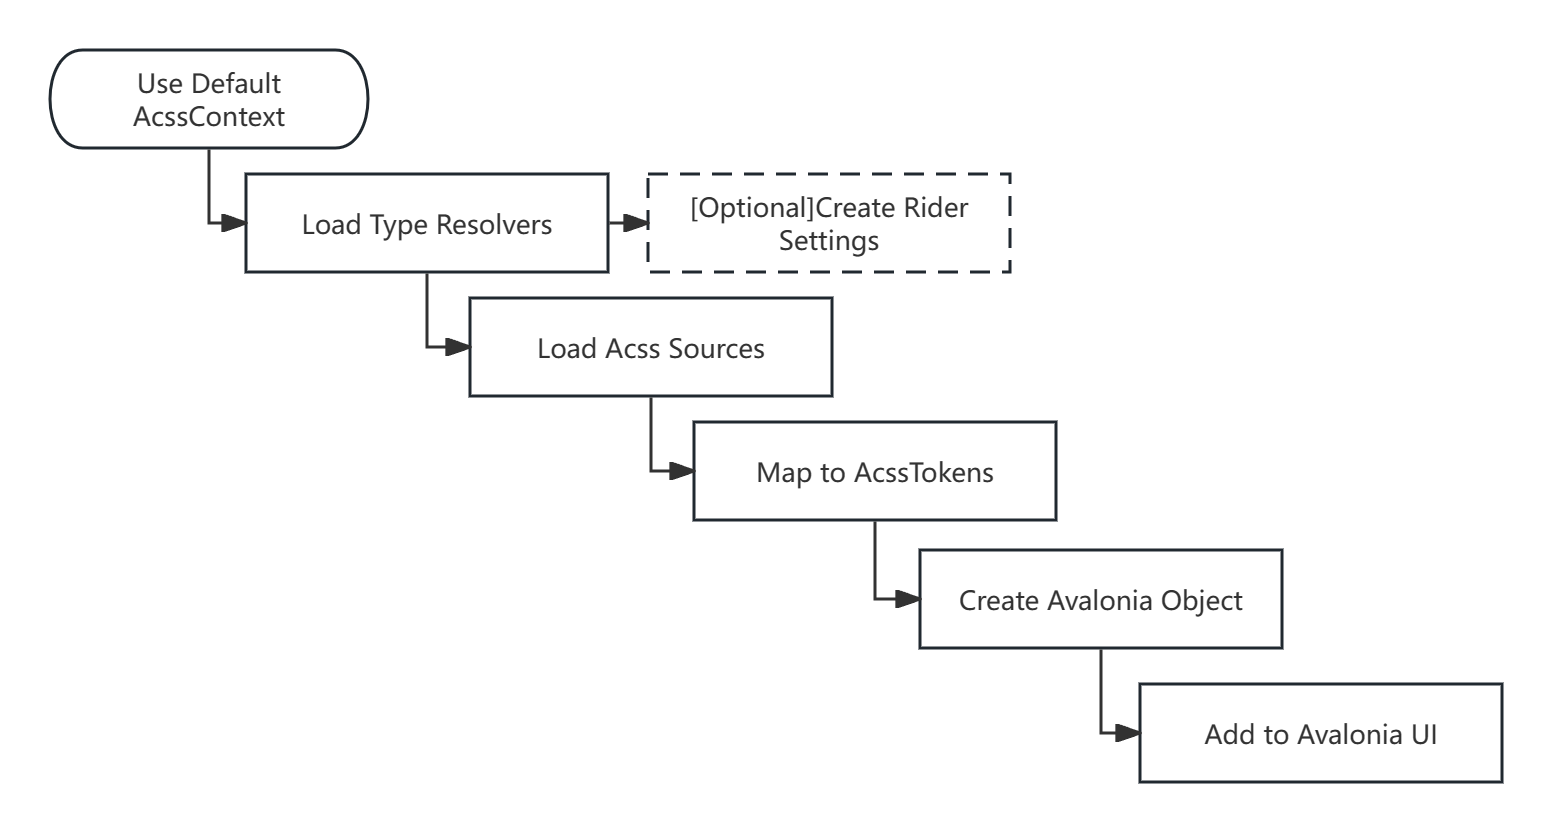 Use Default
AcssContext
Load Type Resolvers
[Optional]Create Rider
Settings
Load Acss Sources
Map to AcssTokens
Create Avalonia Object
Add to Avalonia UI